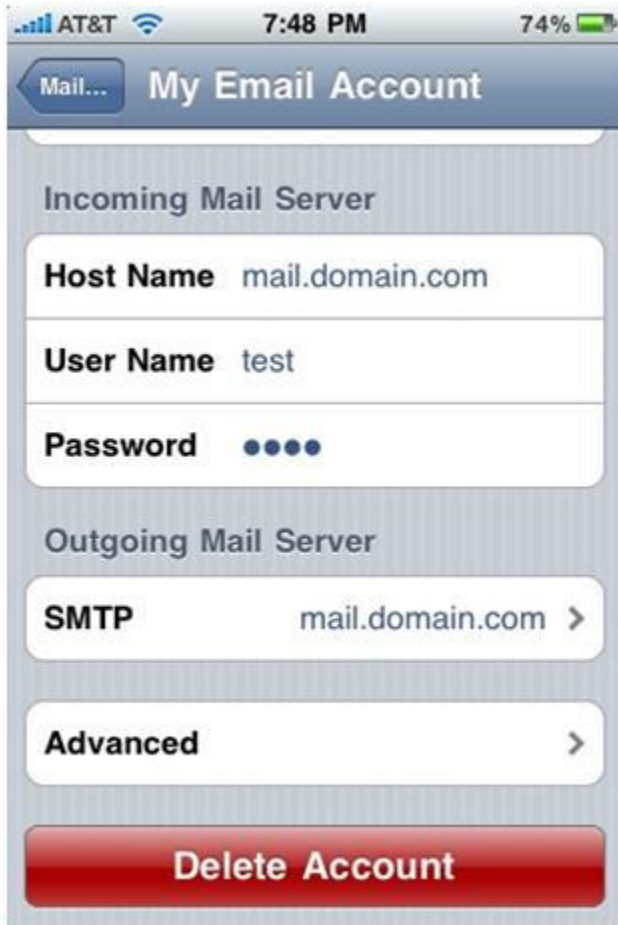 AT&T 7:48 PM 74%
Mail... My Email Account
Incoming Mail Server
Host Name mail.domain.com
User Name test
Password ●●●●
Outgoing Mail Server
SMTP mail.domain.com
Advanced
Delete Account